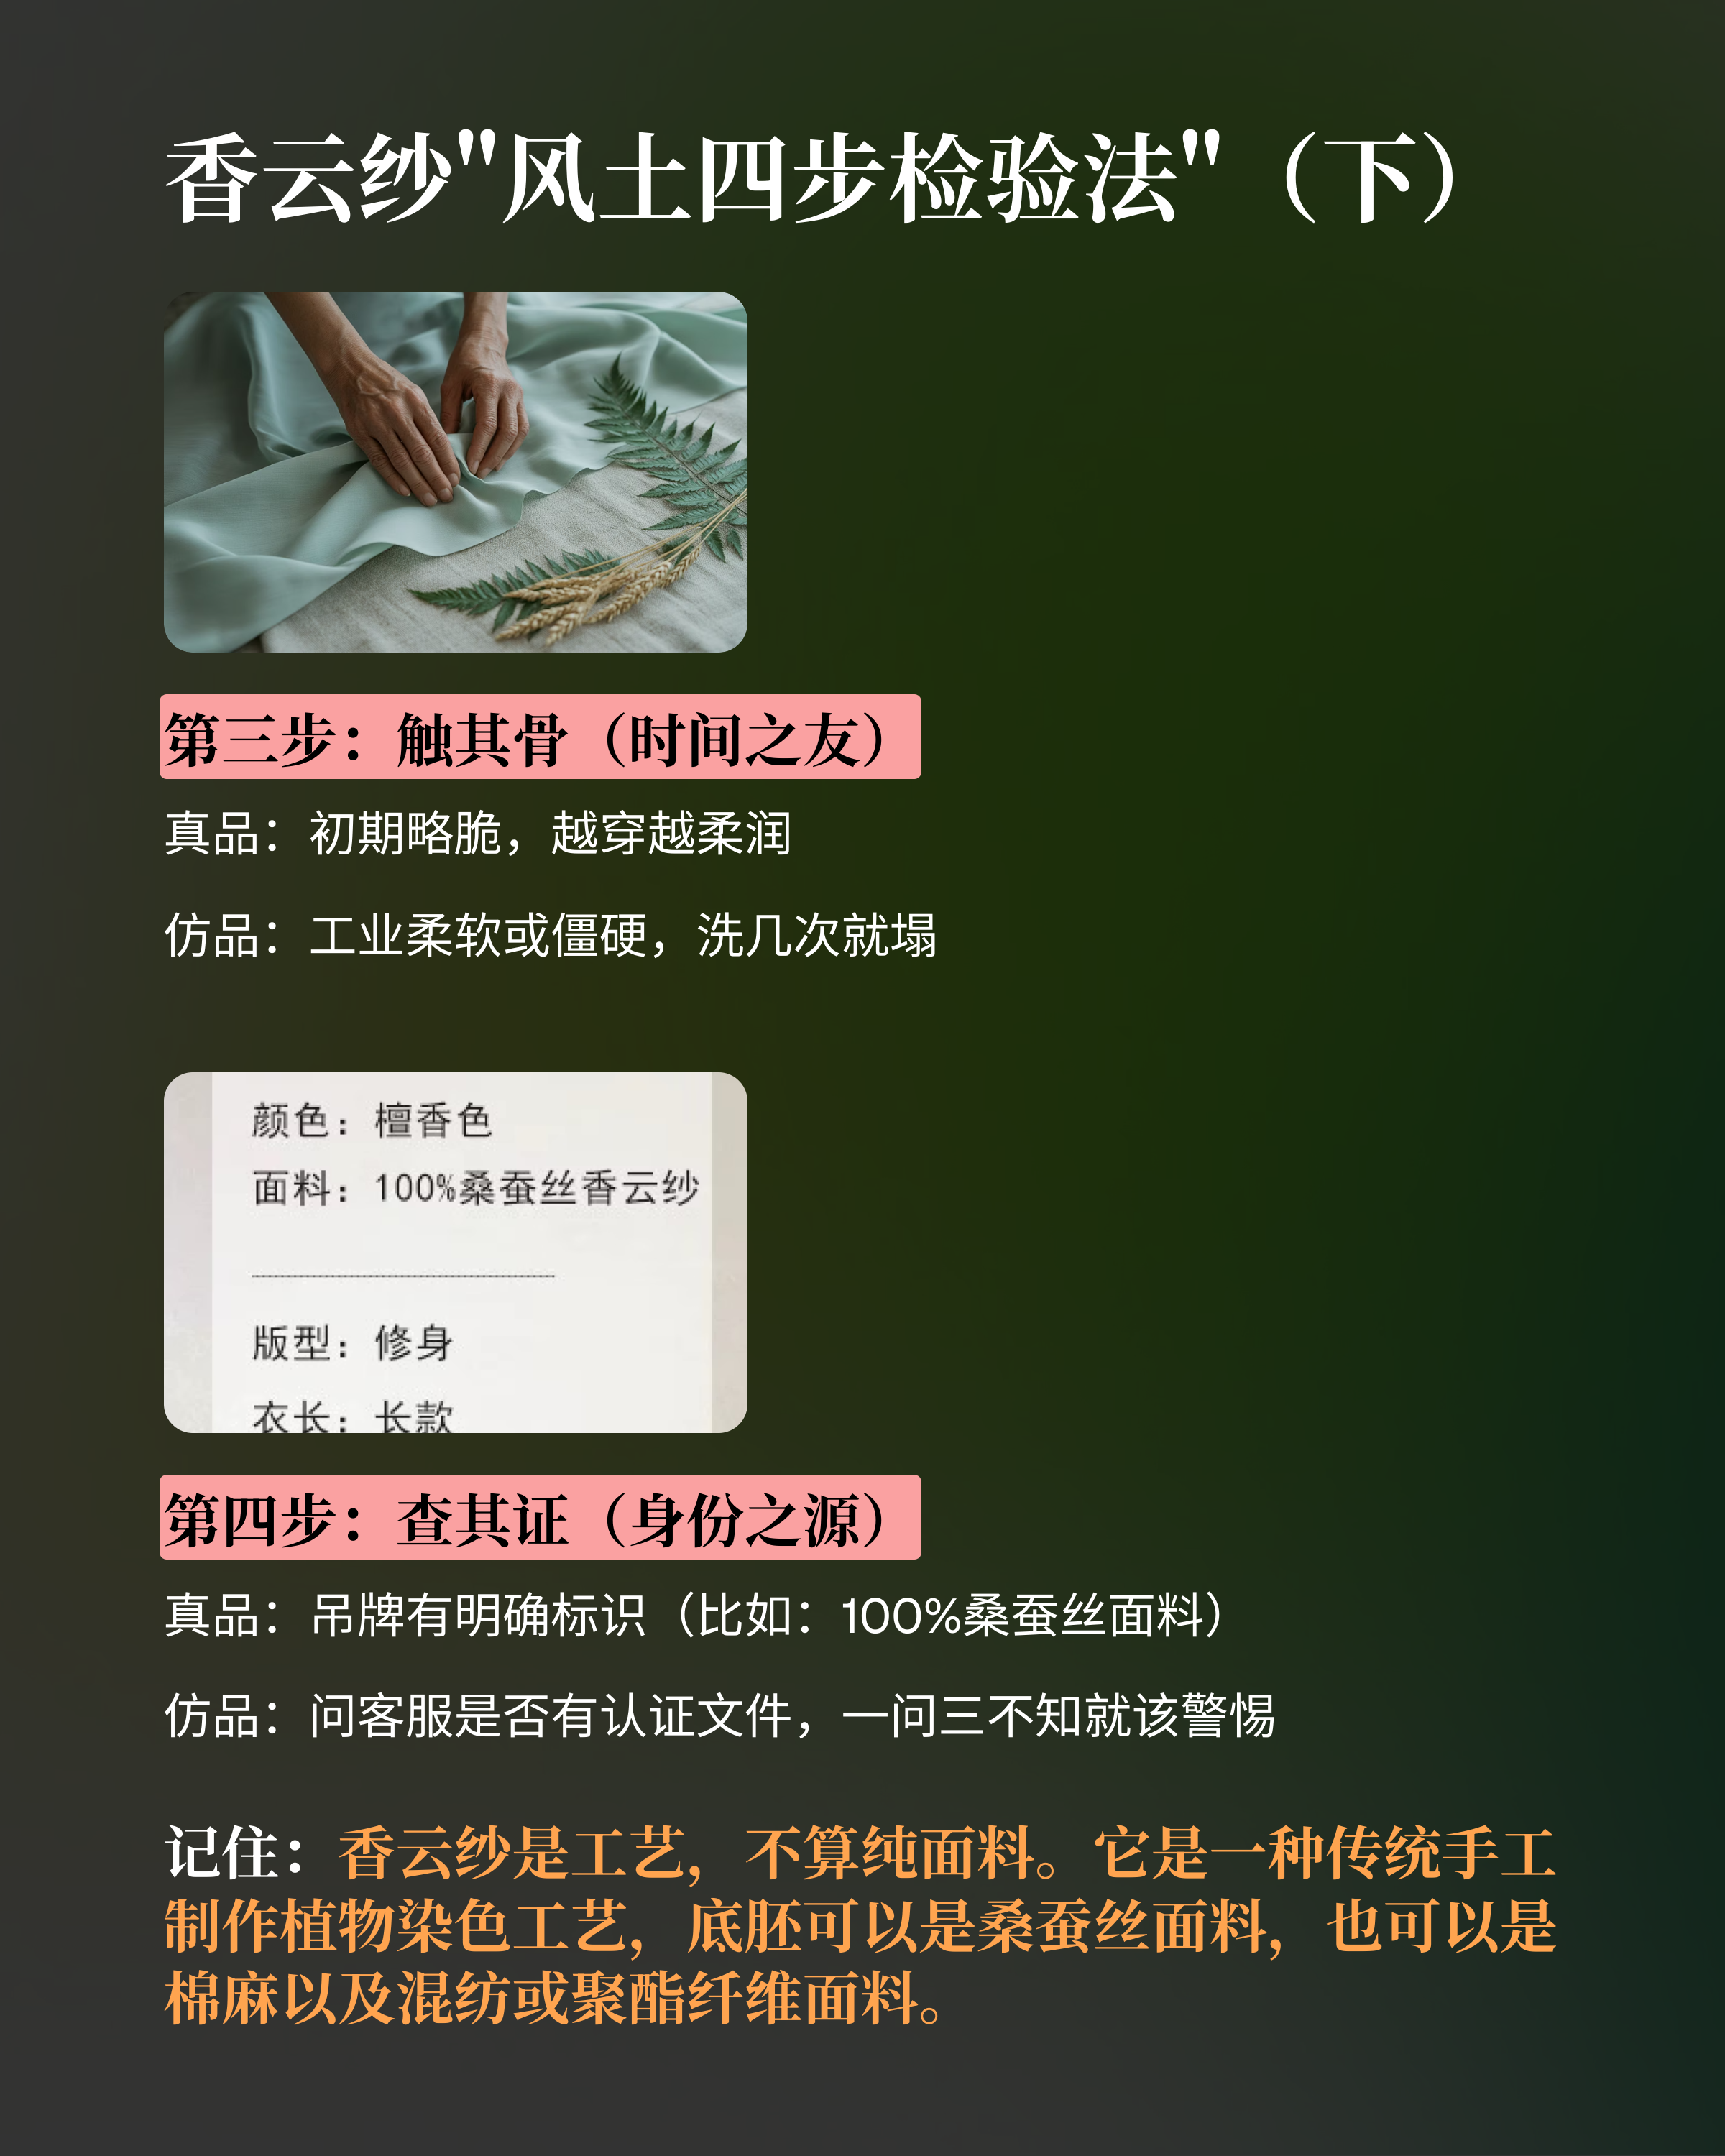 香云纱"风土四步检验法"（下）
第三步：触其骨（时间之友）
真品：初期略脆，越穿越柔润
仿品：工业柔软或僵硬，洗几次就塌
颜色：檀香色
面料：100%桑蚕丝香云纱
版型：修身
衣长：长款
第四步：查其证（身份之源）
真品：吊牌有明确标识（比如：100%桑蚕丝面料）
仿品：问客服是否有认证文件，一问三不知就该警惕
记住：香云纱是工艺，不算纯面料。它是一种传统手工
制作植物染色工艺，底胚可以是桑蚕丝面料，也可以是
棉麻以及混纺或聚酯纤维面料。